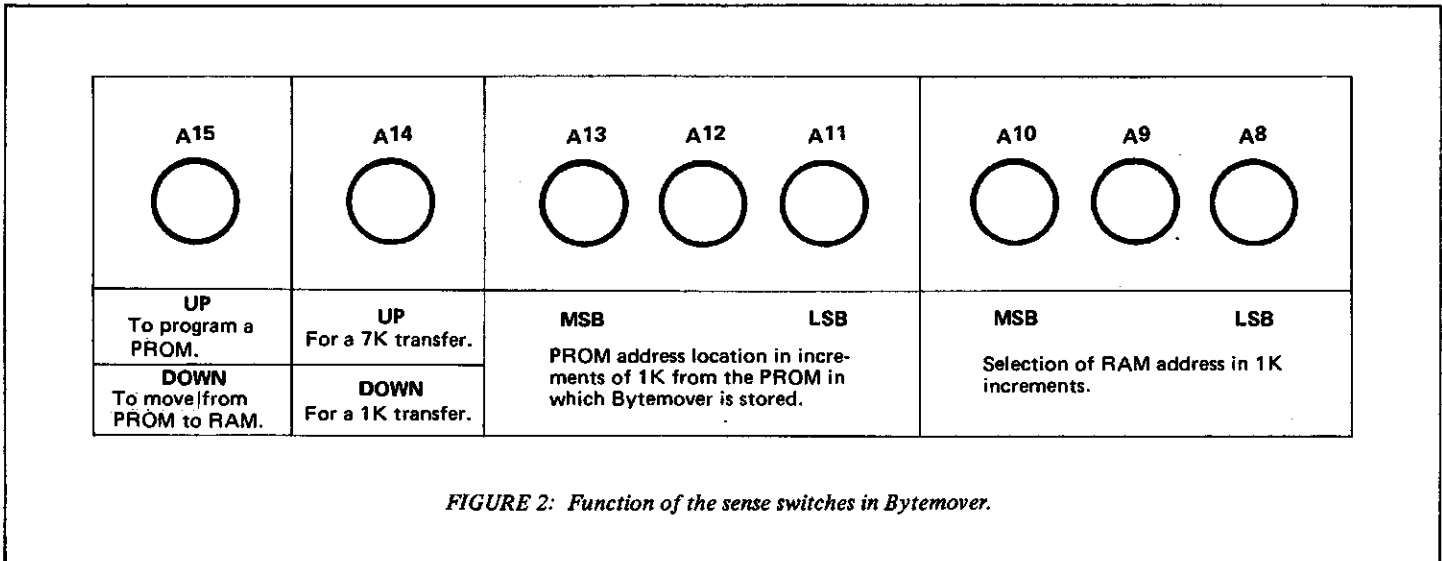 A15 A14 A13 A12 A11 A10 A9 A8
UP
To program a
PROM.
DOWN
To move from
PROM to RAM.
UP
For a 7K transfer.
DOWN
For a 1K transfer.
MSB LSB
PROM address location in incre-
ments of 1K from the PROM in
which Bytemover is stored.
MSB LSB
Selection of RAM address in 1K
increments.
FIGURE 2: Function of the sense switches in Bytemover.